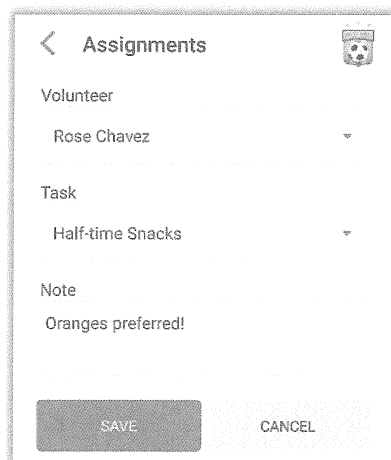 Assignments
Volunteer
Rose Chavez
Task
Half-time Snacks
Note
Oranges preferred!
SAVE CANCEL